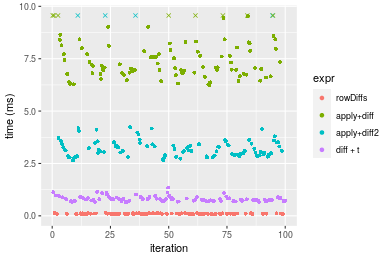 10.0
7.5
5.0
2.5
0.0
time (ms)
0
25
50
75
100
iteration
expr
rowDiffs
apply+diff
apply+diff2
diff + t